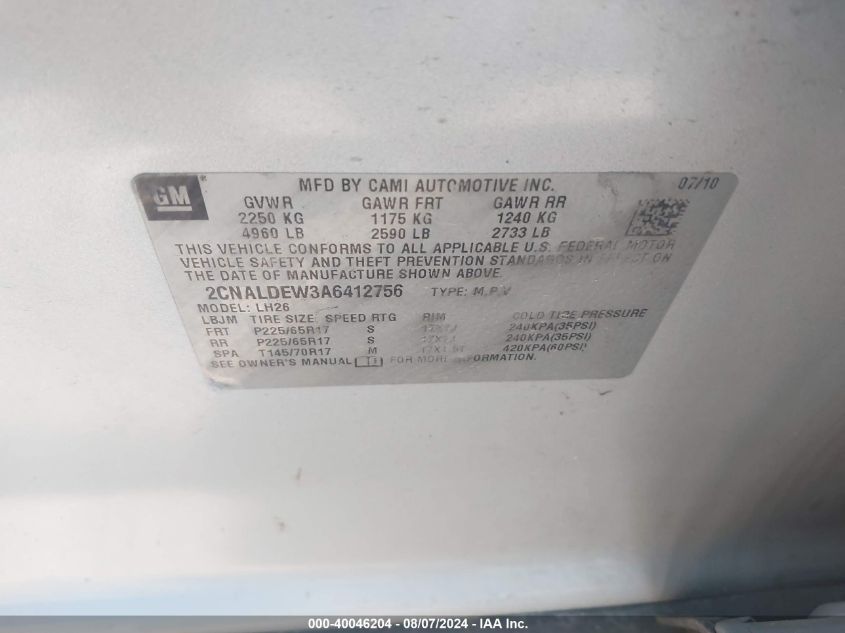 GM ® MFD BY CAMI AUTOMOTIVE INC. 07/10
GVWR GAWR FRT GAWR RR
2250 KG 1175 KG 1240 KG
4960 LB 2590 LB 2733 LB
THIS VEHICLE CONFORMS TO ALL APPLICABLE U.S. FEDERAL MOTOR
VEHICLE SAFETY AND THEFT PREVENTION STANDARDS IN EFFECT ON
THE DATE OF MANUFACTURE SHOWN ABOVE.
2CNALDEW3A6412756 TYPE: M.P.V
MODEL: LH26
LBJM TIRE SIZE SPEED RTG RIM COLD TIRE PRESSURE
FRT P225/65R17 S 240KPA(35PSI)
RR P225/65R17 S 240KPA(35PSI)
SPA T145/70R17 M 420KPA(60PSI)
SEE OWNER'S MANUAL FOR MORE INFORMATION.
000-40046204 - 08/07/2024 - IAA Inc.